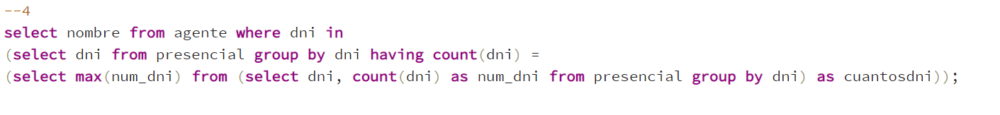 --4
select nombre from agente where dni in
(select dni from presencial group by dni having count(dni) =
(select max(num_dni) from (select dni, count(dni) as num_dni from presencial group by dni) as cuantosdni));